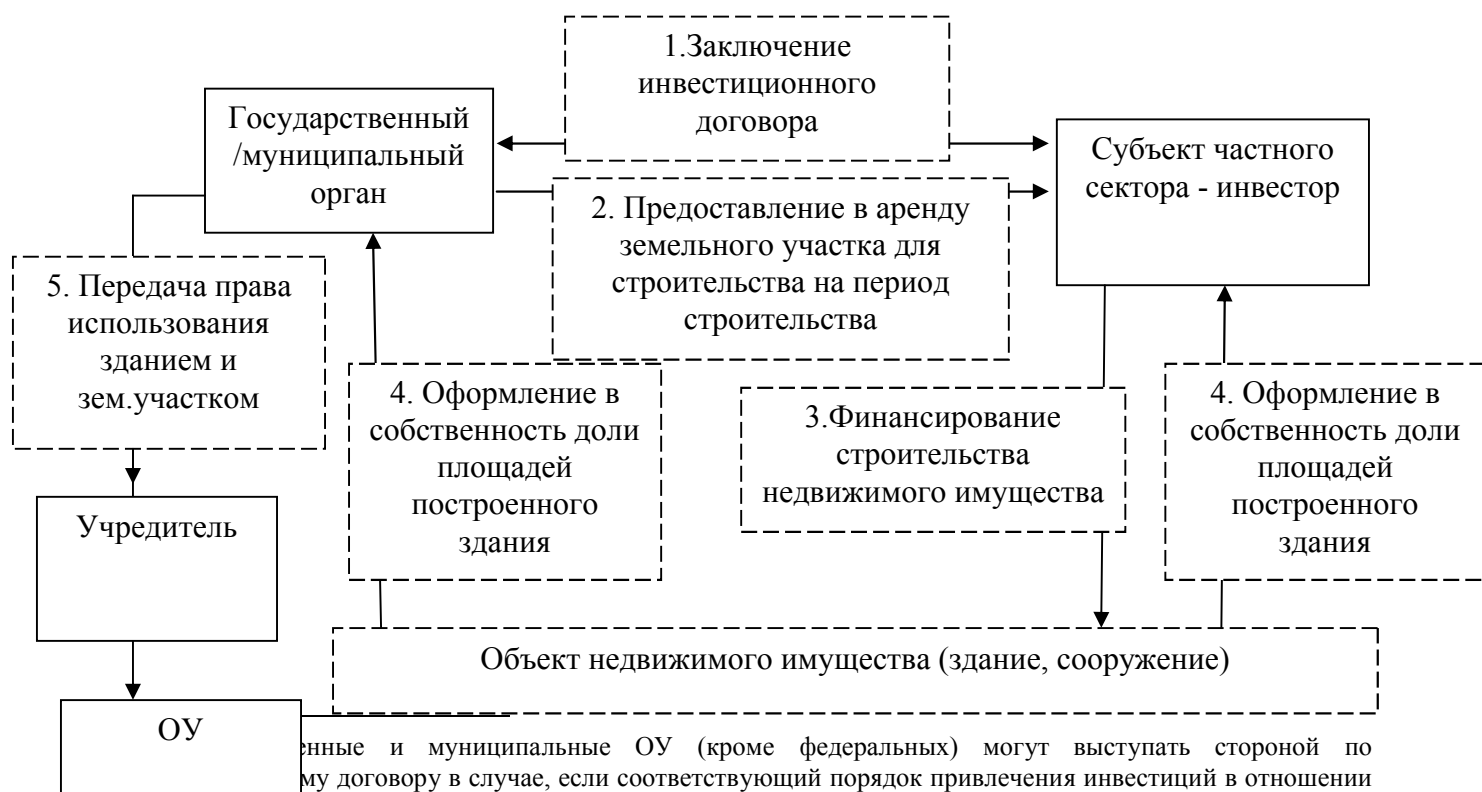 1.Заключение
инвестиционного
договора
Государственный
/муниципальный
орган
Субъект частного
сектора - инвестор
2. Предоставление в аренду
земельного участка для
строительства на период
строительства
5. Передача права
использования
зданием и
зем.участком
4. Оформление в
собственность доли
площадей
построенного
здания
3.Финансирование
строительства
недвижимого имущества
4. Оформление в
собственность доли
площадей
построенного
здания
Учредитель
Объект недвижимого имущества (здание, сооружение)
ОУ
и муниципальные ОУ (кроме федеральных) могут выступать стороной по
договору в случае, если соответствующий порядок привлечения инвестиций в отношении